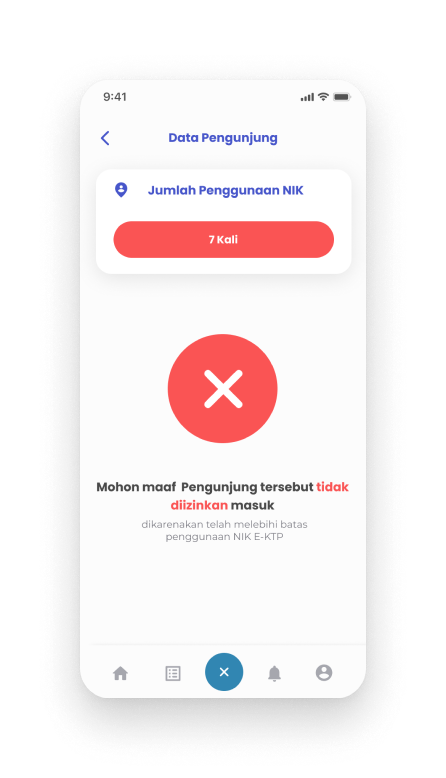 9:41
Data Pengunjung
Jumlah Penggunaan NIK
7 Kali
Mohon maaf Pengunjung tersebut tidak
diizinkan masuk
dikarenakan telah melebihi batas
penggunaan NIK E-KTP